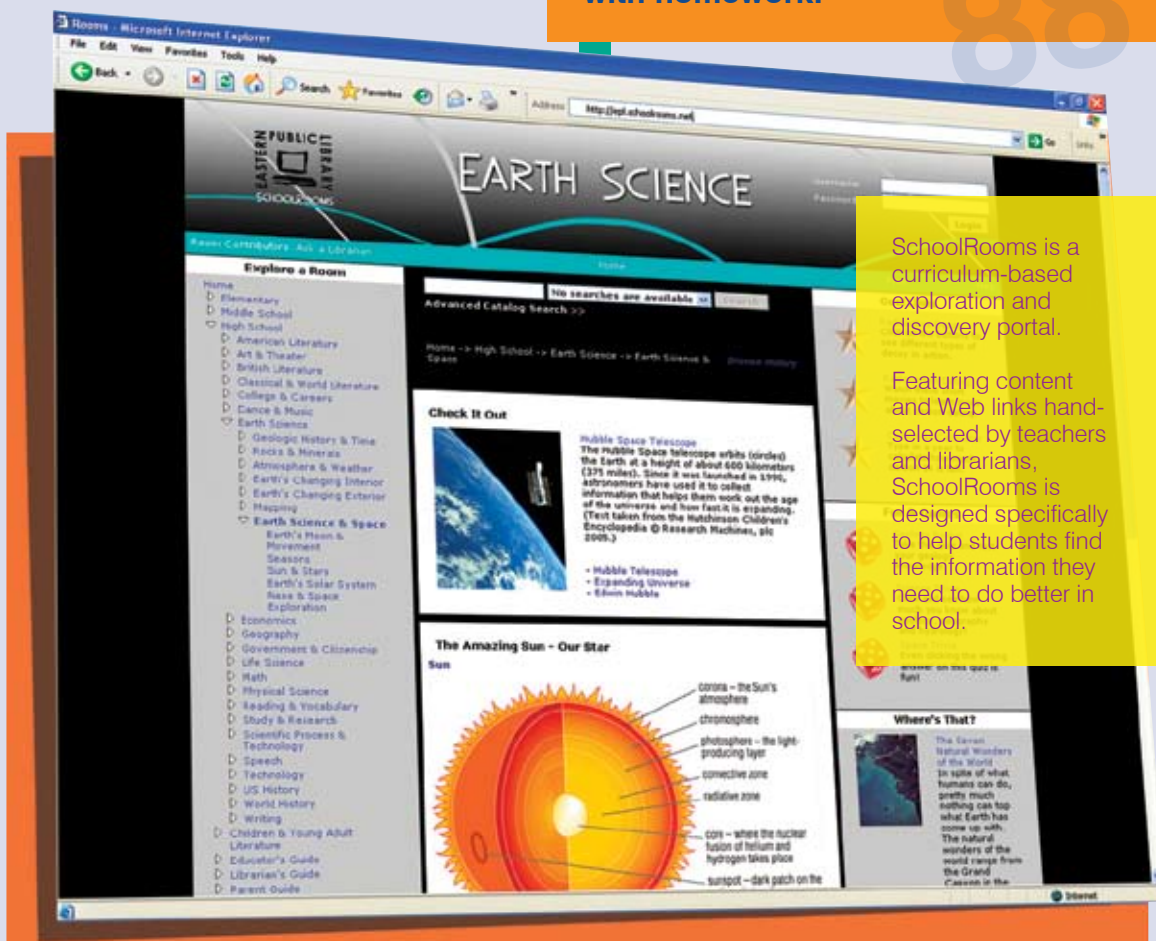 with homework.
88
Rooms - Microsoft Internet Explorer
File Edit View Favorites Tools Help
Back Search Favorites
Address http://epl.schoolrooms.net
Go Links
EASTERN PUBLIC LIBRARY
SCHOOLROOMS
EARTH SCIENCE
Username
Password
Login
Room Contributors Ask a Librarian
Home
Explore a Room
Home
Elementary
Middle School
High School
American Literature
Art & Theater
British Literature
Classical & World Literature
College & Careers
Dance & Music
Earth Science
Geologic History & Time
Rocks & Minerals
Atmosphere & Weather
Earth's Changing Interior
Earth's Changing Exterior
Mapping
Earth Science & Space
Earth's Moon &
Movement
Seasons
Sun & Stars
Earth's Solar System
Nasa & Space
Exploration
Economics
Geography
Government & Citizenship
Life Science
Math
Physical Science
Reading & Vocabulary
Study & Research
Scientific Process &
Technology
Speech
Technology
US History
World History
Writing
Children & Young Adult
Literature
Educator's Guide
Librarian's Guide
Parent Guide
No searches are available Search
Advanced Catalog Search >>
Home -> High School -> Earth Science -> Earth Science &
Space
Browse History
Check It Out
Hubble Space Telescope
The Hubble Space telescope orbits (circles)
the Earth at a height of about 600 kilometers
(375 miles). Since it was launched in 1990,
astronomers have used it to collect
information that helps them work out the age
of the universe and how fast it is expanding.
(Text taken from the Hutchinson Children's
Encyclopedia © Research Machines, plc
2005.)
• Hubble Telescope
• Expanding Universe
• Edwin Hubble
The Amazing Sun - Our Star
Sun
corona – the Sun's
atmosphere
chromosphere
photosphere – the light-
producing layer
convective zone
radiative zone
core – where the nuclear
fusion of helium and
hydrogen takes place
sunspot – dark patch on the
SchoolRooms is a
curriculum-based
exploration and
discovery portal.
Featuring content
and Web links hand-
selected by teachers
and librarians,
SchoolRooms is
designed specifically
to help students find
the information they
need to do better in
school.
answer on this quiz is
fun!
Where's That?
The Seven
Natural Wonders
of the World
In spite of what
humans can do,
pretty much
nothing can top
what Earth has
come up with.
The natural
wonders of the
world range from
the Grand
Canyon in the
Internet